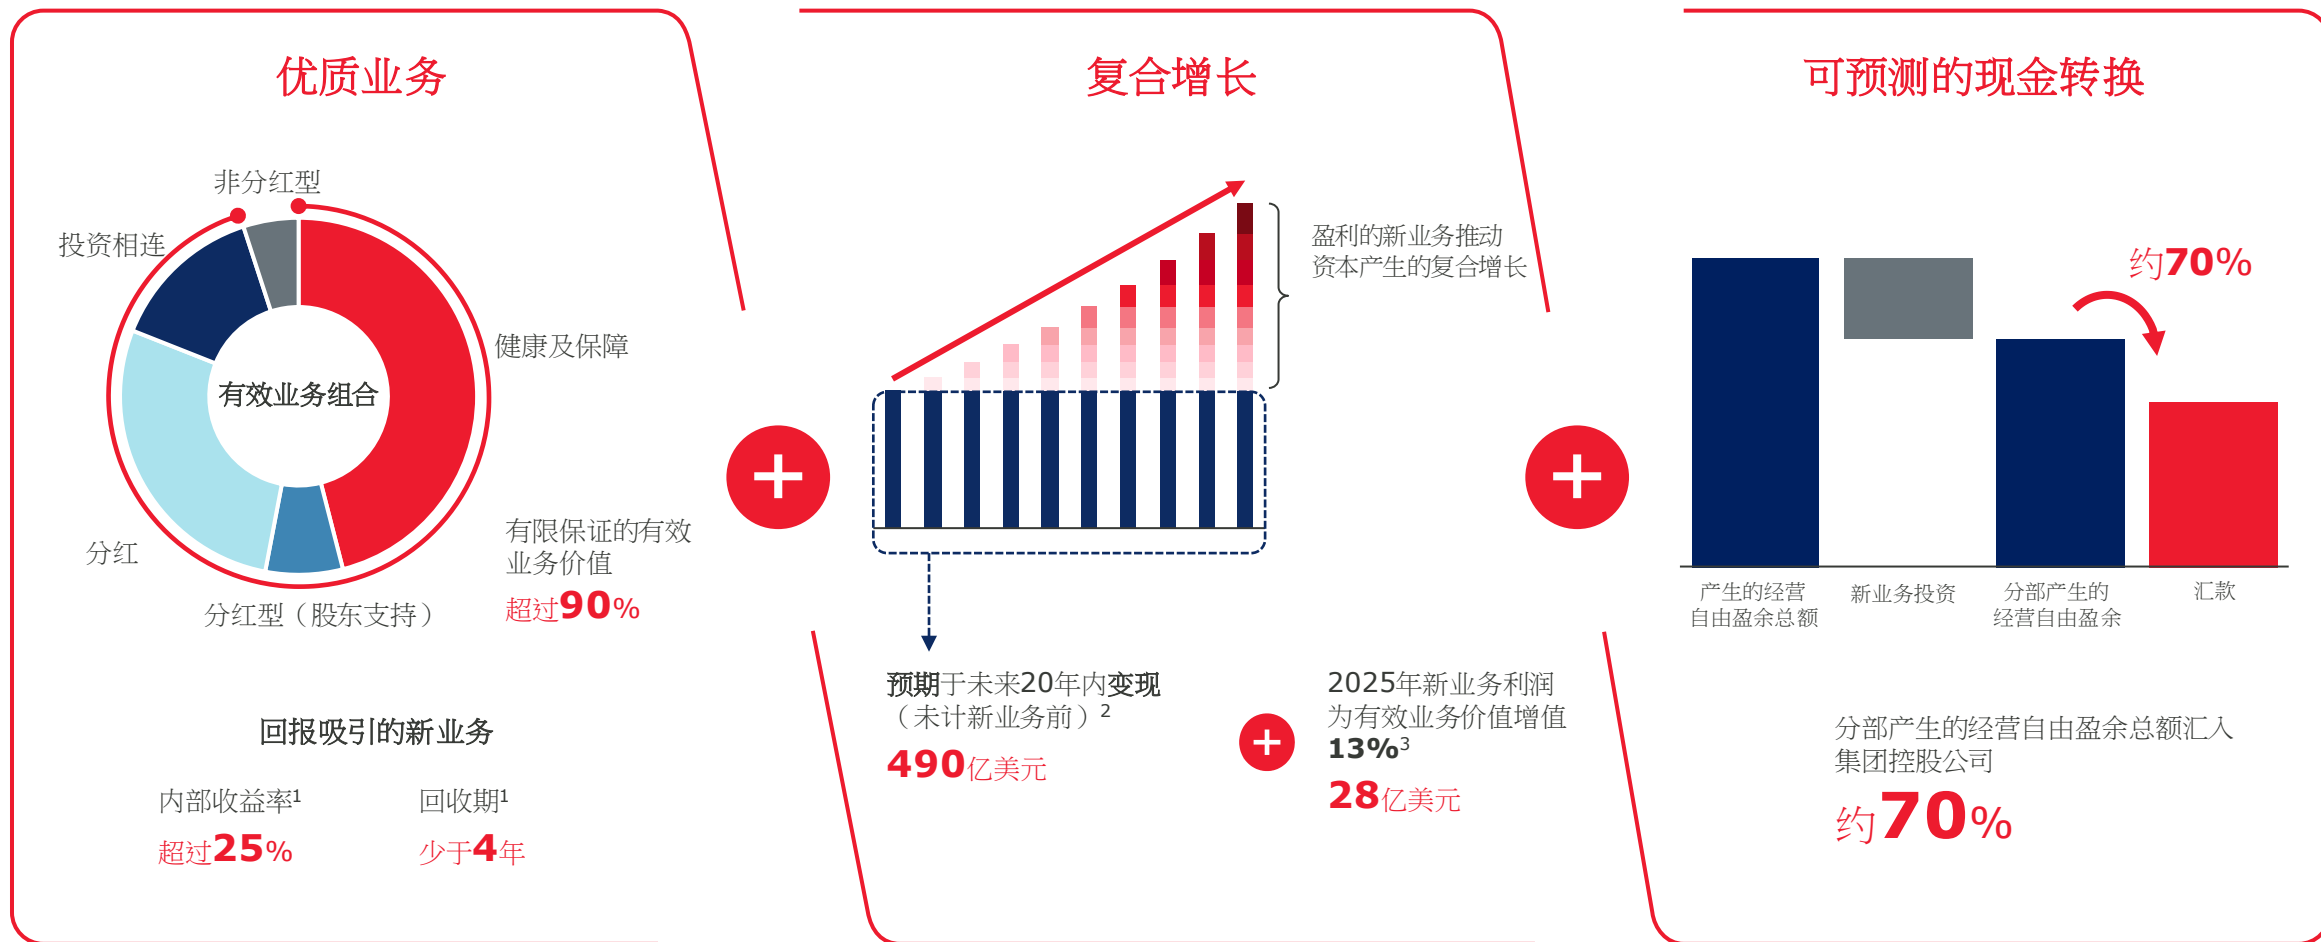 优质业务
非分红型
投资相连
健康及保障
有效业务组合
分红
分红型（股东支持）
有限保证的有效
业务价值
超过90%
回报吸引的新业务
内部收益率1
超过25%
回收期1
少于4年
复合增长
盈利的新业务推动
资本产生的复合增长
预期于未来20年内变现
（未计新业务前）2
490亿美元
2025年新业务利润
为有效业务价值增值
13%3
28亿美元
可预测的现金转换
约70%
产生的经营
自由盈余总额
新业务投资
分部产生的
经营自由盈余
汇款
分部产生的经营自由盈余总额汇入
集团控股公司
约70%